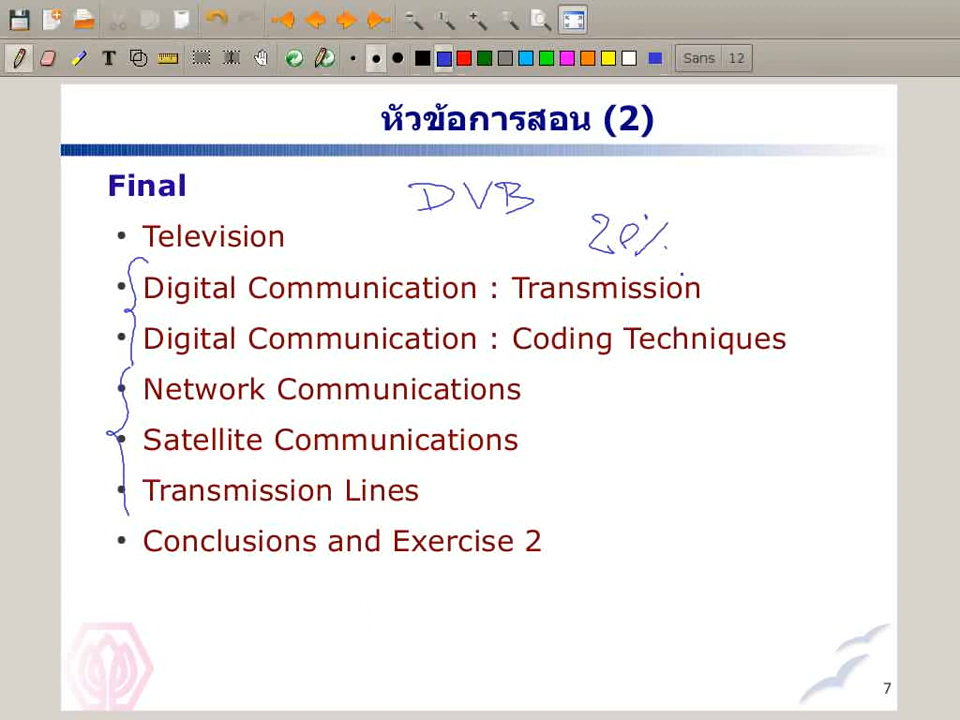 Sans 12
หัวข้อการสอน (2)
Final
DVB
• Television
20%
• Digital Communication : Transmission
• Digital Communication : Coding Techniques
• Network Communications
• Satellite Communications
• Transmission Lines
• Conclusions and Exercise 2
7